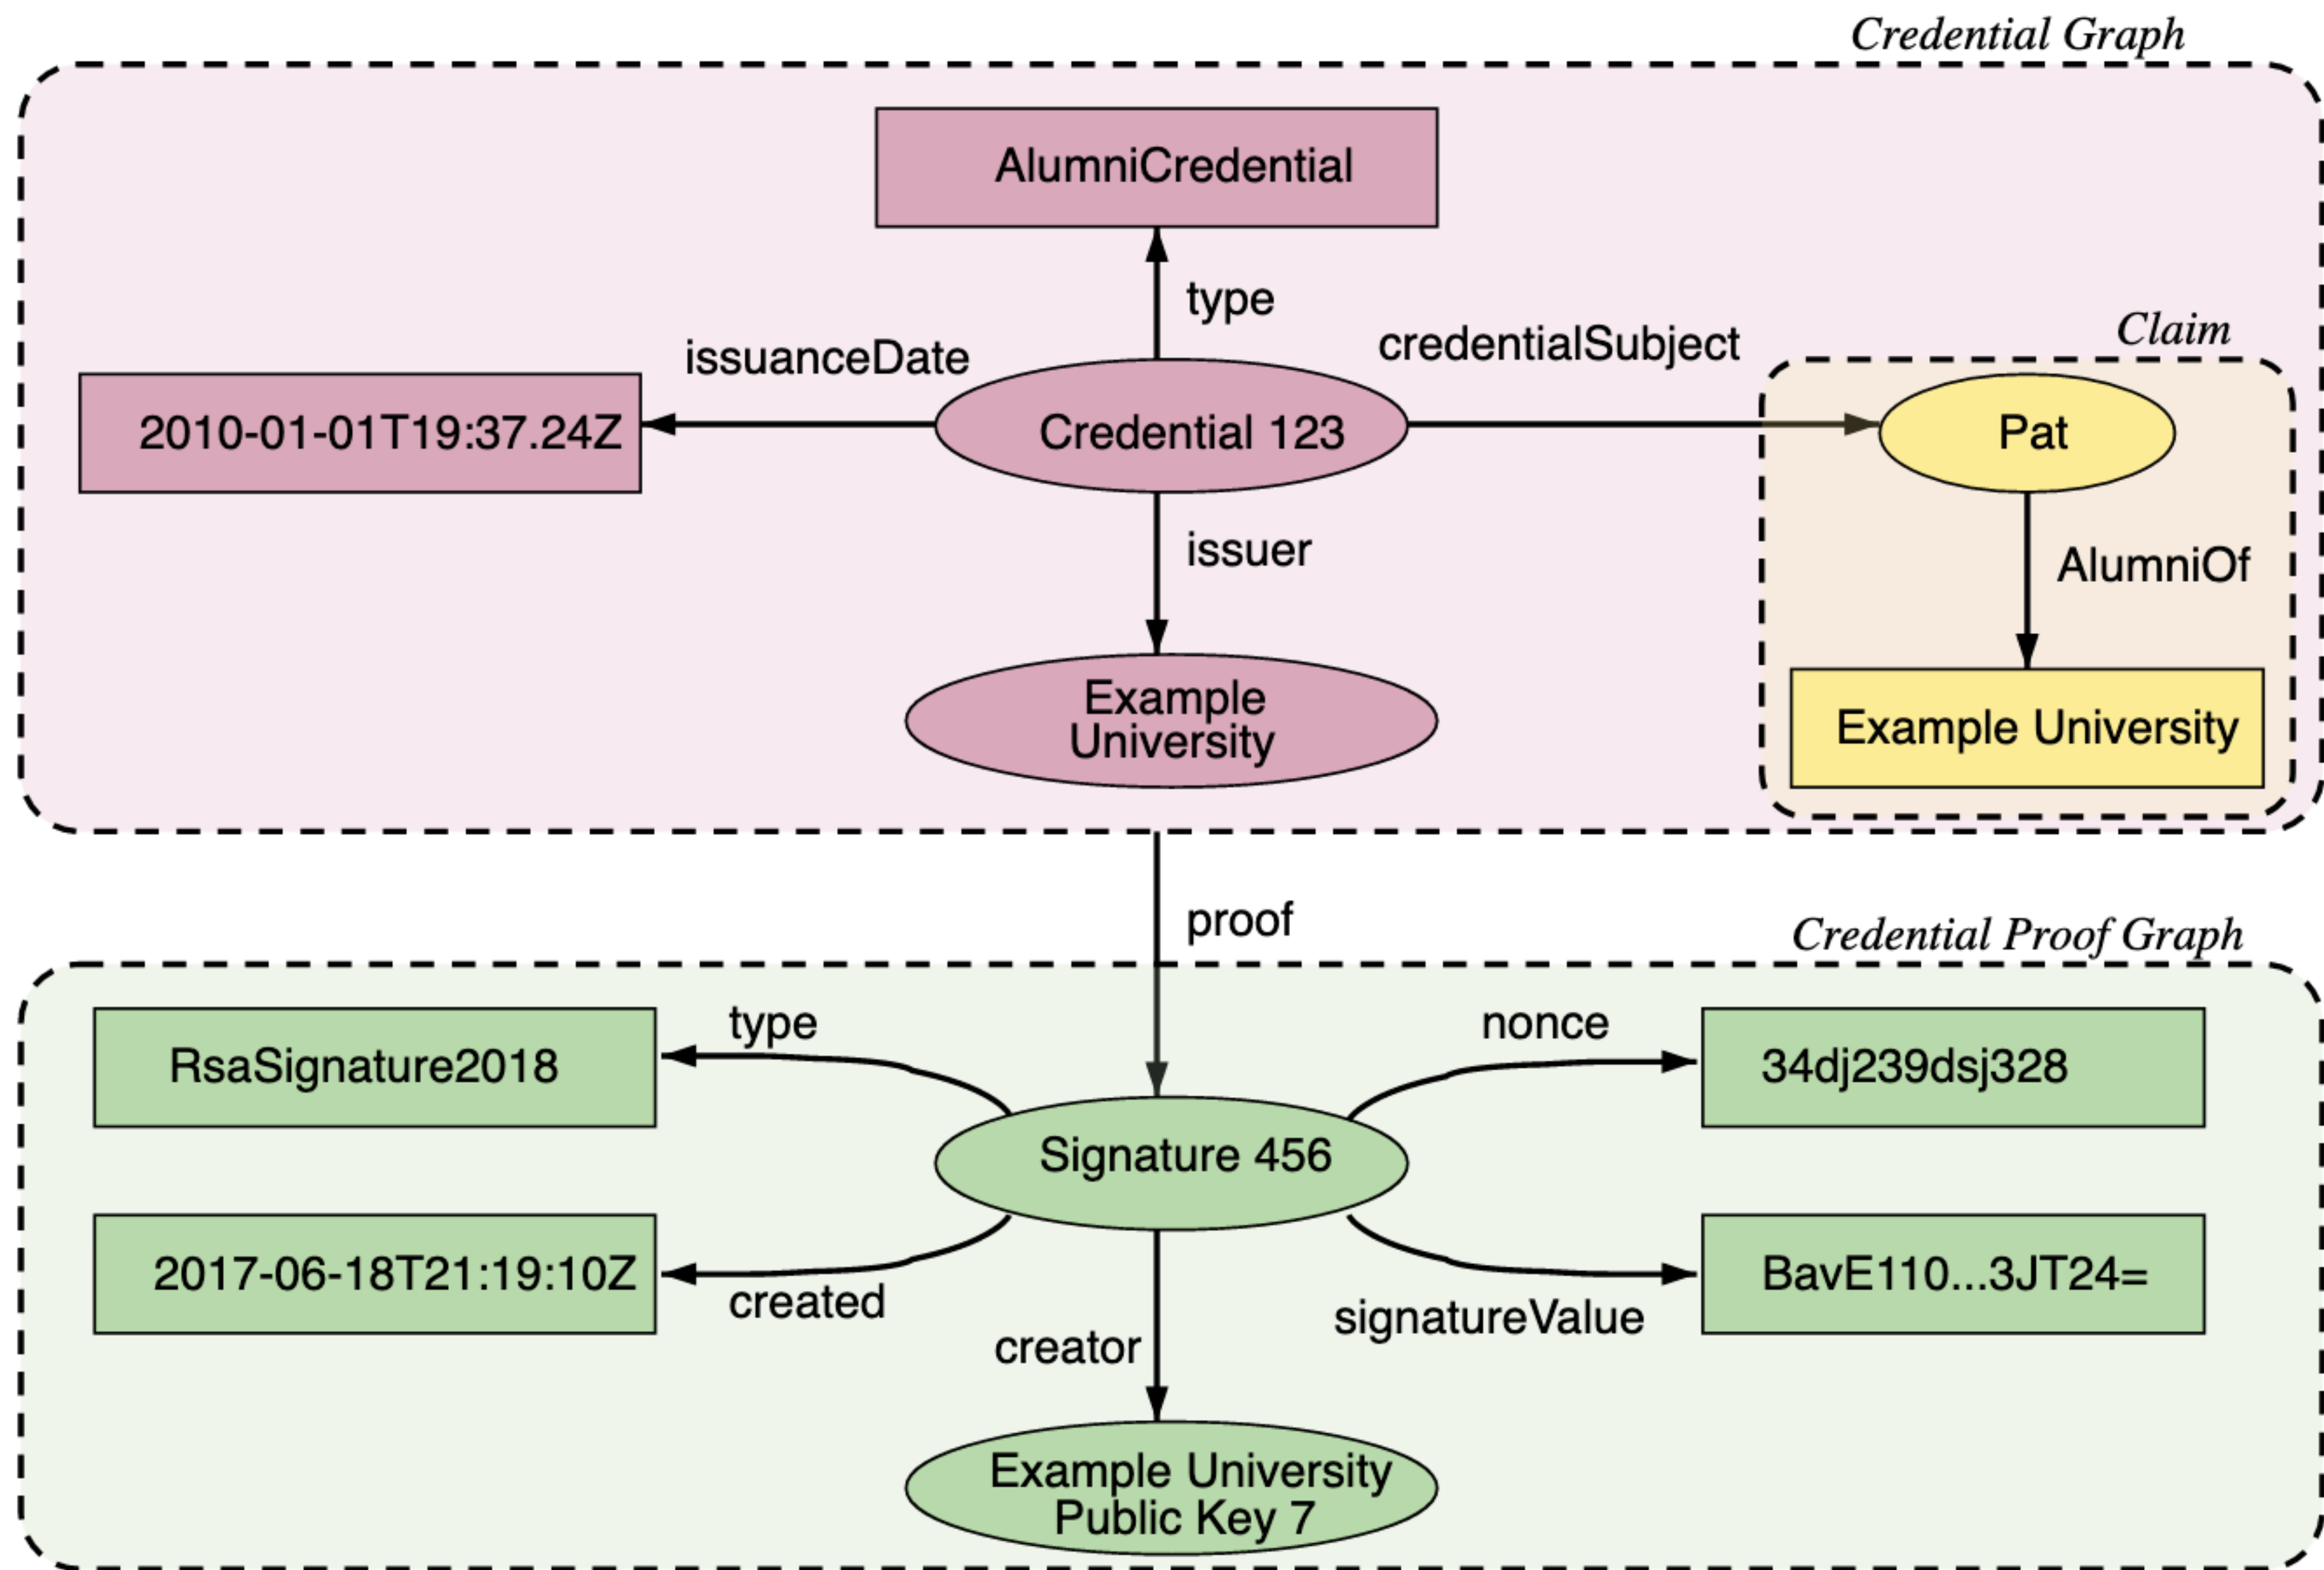 Credential Graph
AlumniCredential
type
credentialSubject
Claim
issuanceDate
2010-01-01T19:37.24Z
Credential 123
Pat
issuer
AlumniOf
Example
University
Example University
proof
Credential Proof Graph
type
nonce
RsaSignature2018
34dj239dsj328
Signature 456
2017-06-18T21:19:10Z
BavE110...3JT24=
created
signatureValue
creator
Example University
Public Key 7